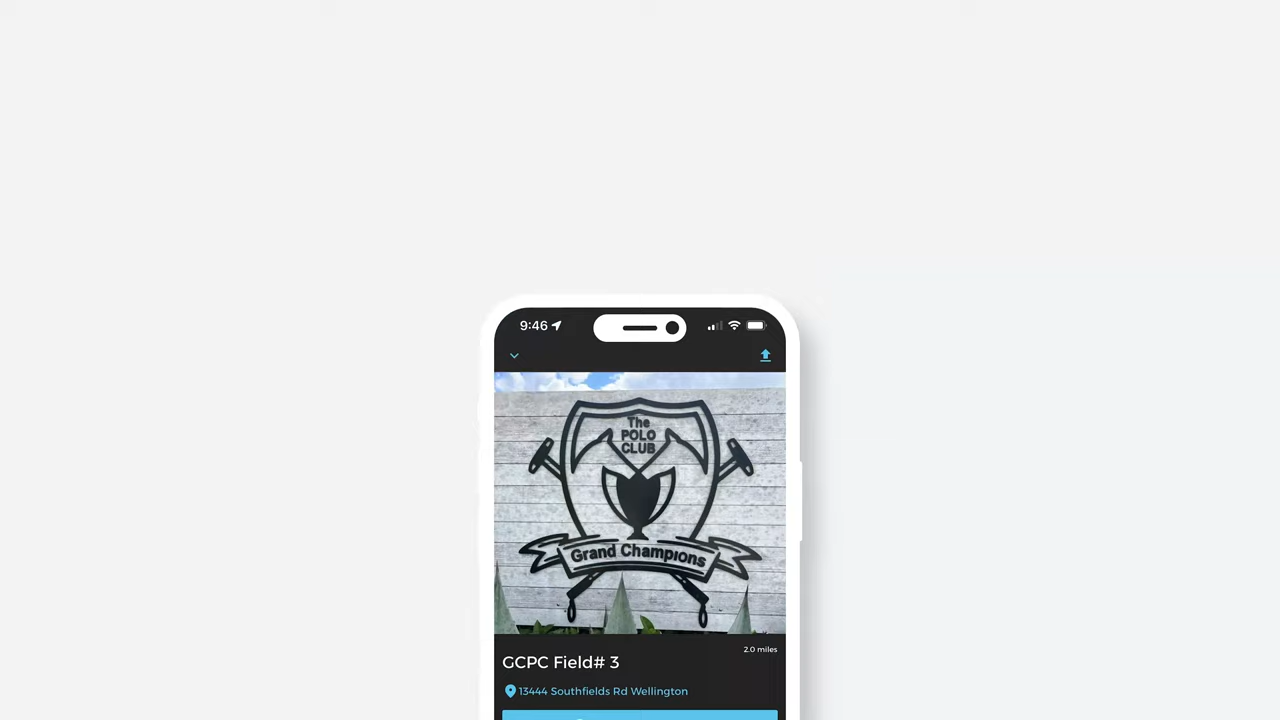 9:46
The
POLO
CLUB
Grand Champions
2.0 miles
GCPC Field# 3
13444 Southfields Rd Wellington